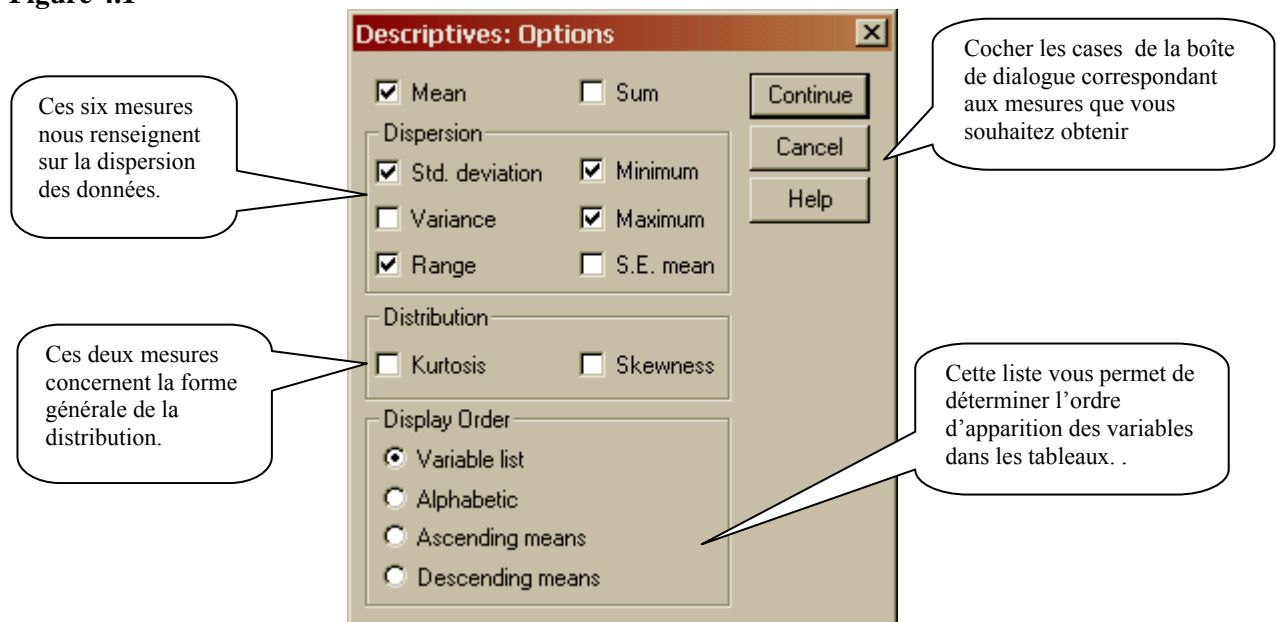 Figure 4.1
Descriptives: Options
Mean
Sum
Continue
Cancel
Help
Dispersion
Std. deviation
Minimum
Variance
Maximum
Range
S.E. mean
Distribution
Kurtosis
Skewness
Display Order
Variable list
Alphabetic
Ascending means
Descending means
Ces six mesures
nous renseignent
sur la dispersion
des données.
Cocher les cases de la boîte
de dialogue correspondant
aux mesures que vous
souhaitez obtenir
Ces deux mesures
concernent la forme
générale de la
distribution.
Cette liste vous permet de
déterminer l’ordre
d’apparition des variables
dans les tableaux. .